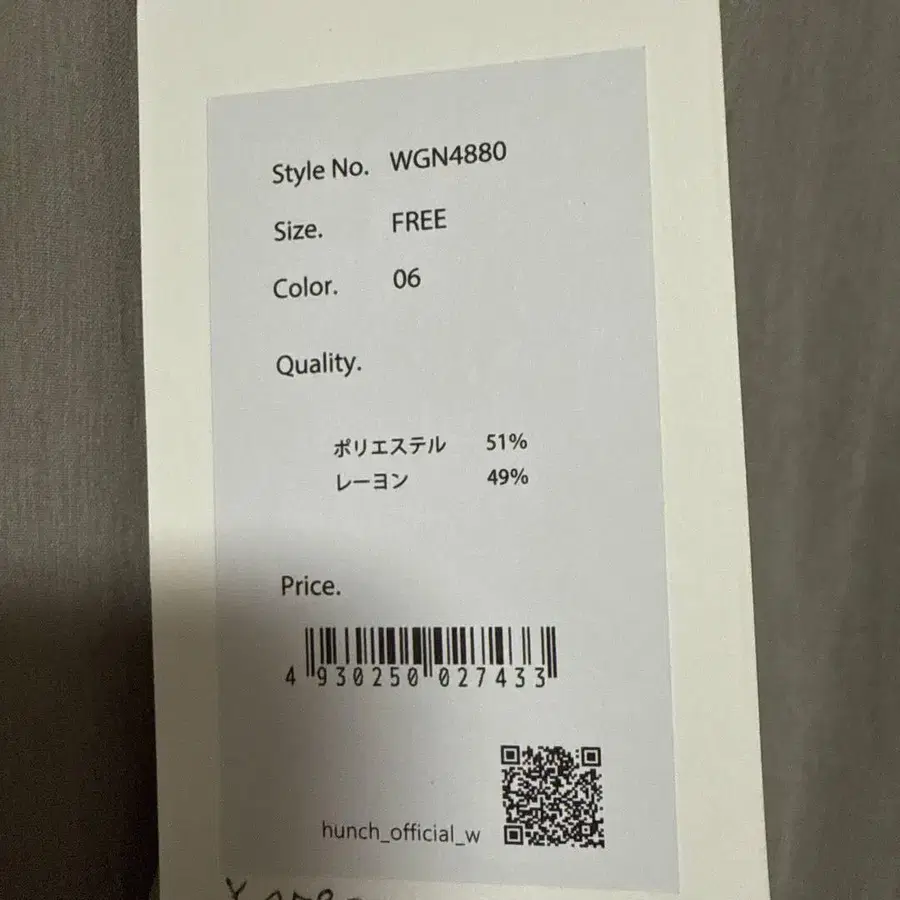 Style No. WGN4880
Size. FREE
Color. 06
Quality.
ポリエステル 51%
レーヨン 49%
Price.
4 930250 027433
hunch_official_w